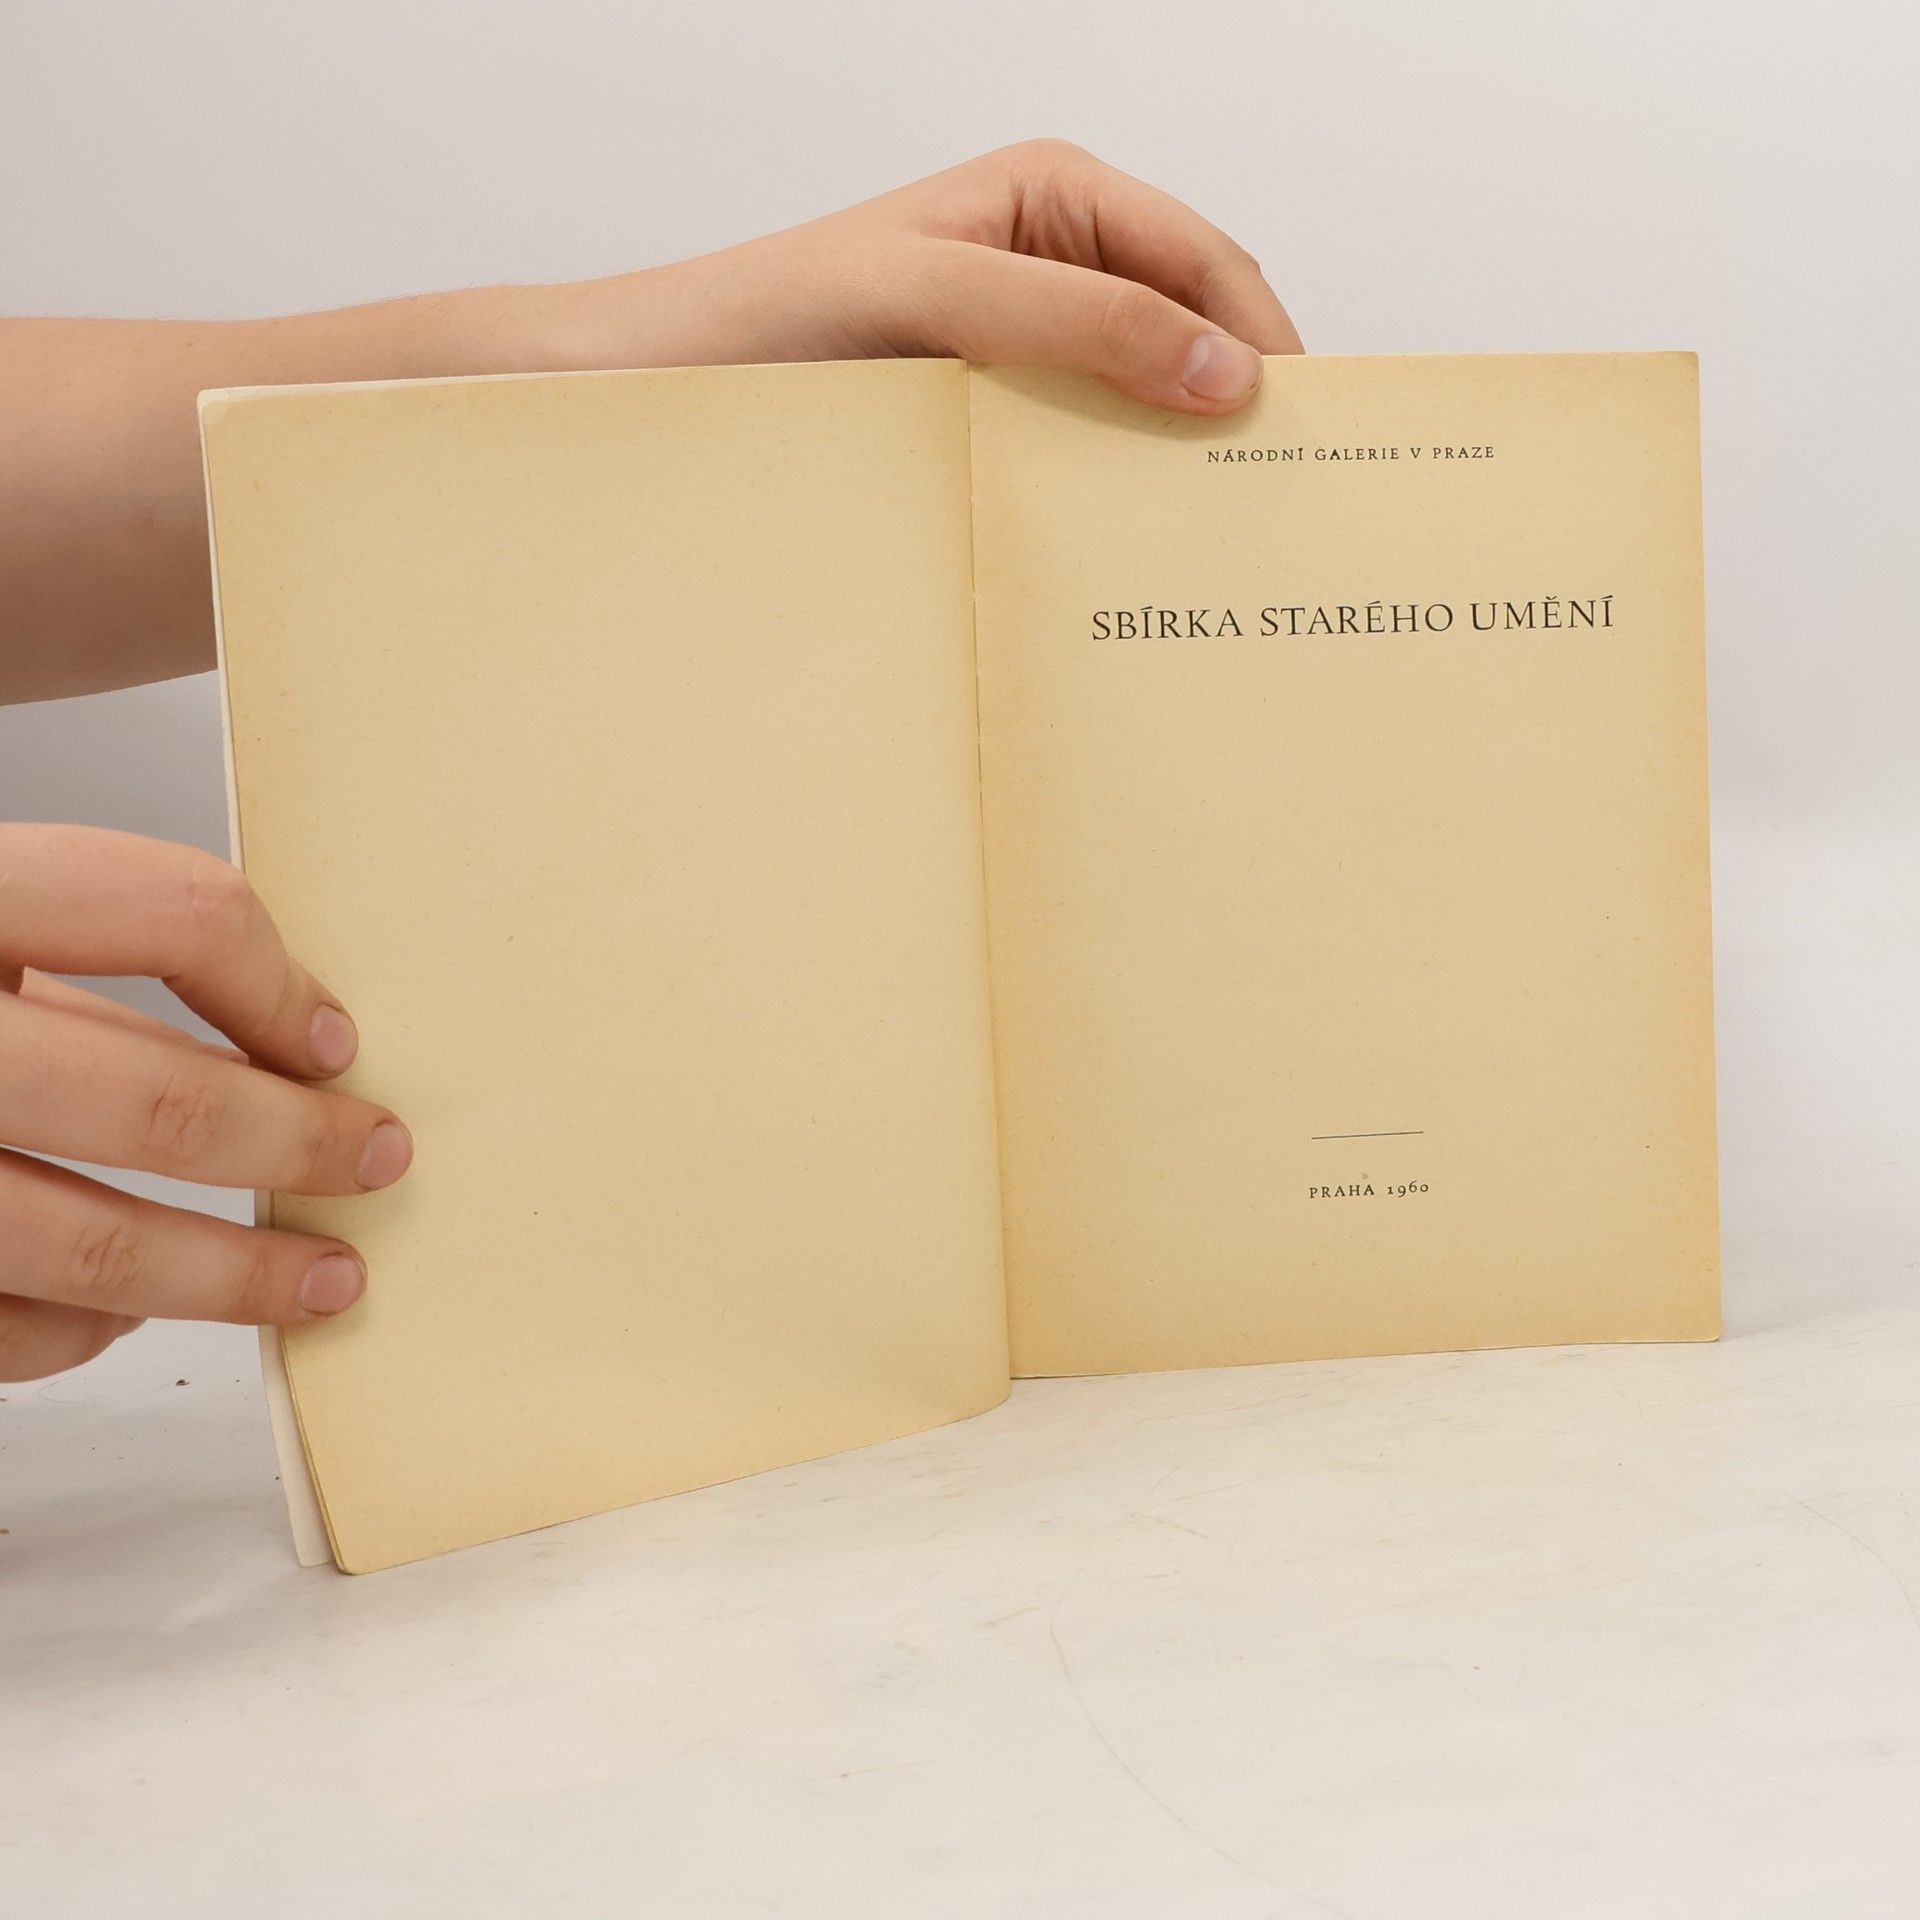 NÁRODNÍ GALERIE V PRAZE
SBÍRKA STARÉHO UMĚNÍ
PRAHA 1960